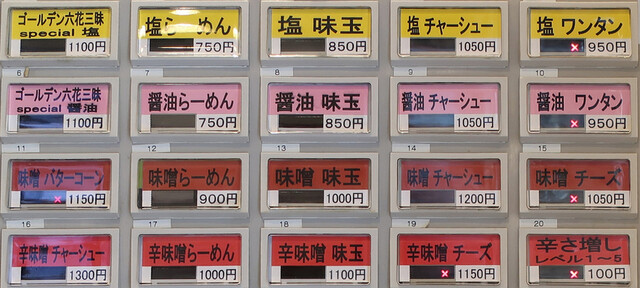 ゴールデン六花三昧
special 塩
1100円
塩らーめん
750円
塩 味玉
850円
塩 チャーシュー
1050円
塩 ワンタン
× 950円
6
7
8
9
10
ゴールデン六花三昧
special 醤油
1100円
醤油らーめん
750円
醤油 味玉
850円
醤油 チャーシュー
1050円
醤油 ワンタン
× 950円
11
12
13
14
15
味噌 バターコーン
× 1150円
味噌らーめん
900円
味噌 味玉
1000円
味噌 チャーシュー
1200円
味噌 チーズ
× 1050円
16
17
18
19
20
辛味噌 チャーシュー
1300円
辛味噌らーめん
1000円
辛味噌 味玉
1100円
辛味噌 チーズ
× 1150円
辛さ増し
レベル1~5
× 100円